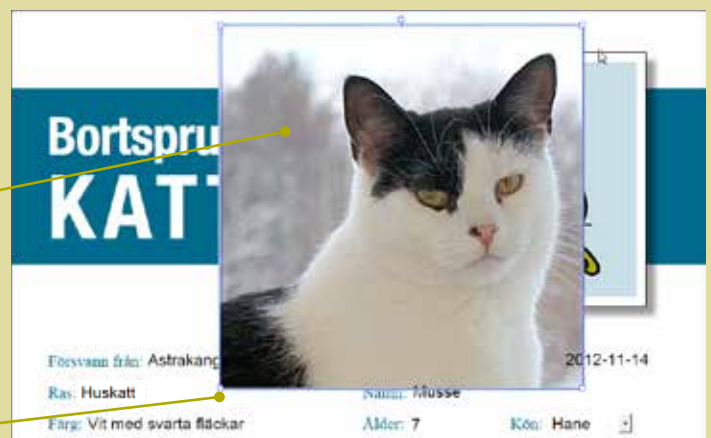 Bortspru
KATT
Försvann från: Astrakang 2012-11-14
Ras: Huskatt Namn: Musse
Färg: Vit med svarta fläckar Ålder: 7 Kön: Hane